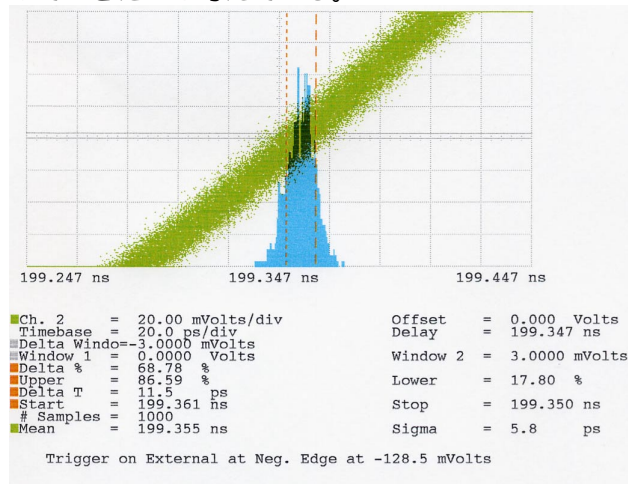 199.247 ns 199.347 ns 199.447 ns
Ch. 2 = 20.00 mVolts/div Offset = 0.000 Volts
Timebase = 20.0 ps/div Delay = 199.347 ns
Delta Windo=-3.0000 mVolts
Window 1 = 0.0000 Volts Window 2 = 3.0000 mVolts
Delta % = 68.78 %
Upper = 86.59 % Lower = 17.80 %
Delta T = 11.5 ps
Start = 199.361 ns Stop = 199.350 ns
# Samples = 1000
Mean = 199.355 ns Sigma = 5.8 ps
Trigger on External at Neg. Edge at -128.5 mVolts